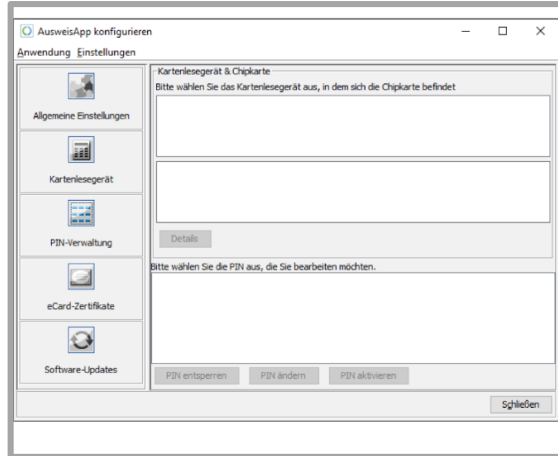 AusweisApp konfigurieren
Anwendung Einstellungen
Allgemeine Einstellungen
Kartenlesegerät
PIN-Verwaltung
eCard-Zertifikate
Software-Updates
Kartenlesegerät & Chipkarte
Bitte wählen Sie das Kartenlesegerät aus, in dem sich die Chipkarte befindet
Details
Bitte wählen Sie die PIN aus, die Sie bearbeiten möchten.
PIN entsperren PIN ändern PIN aktivieren
Schließen